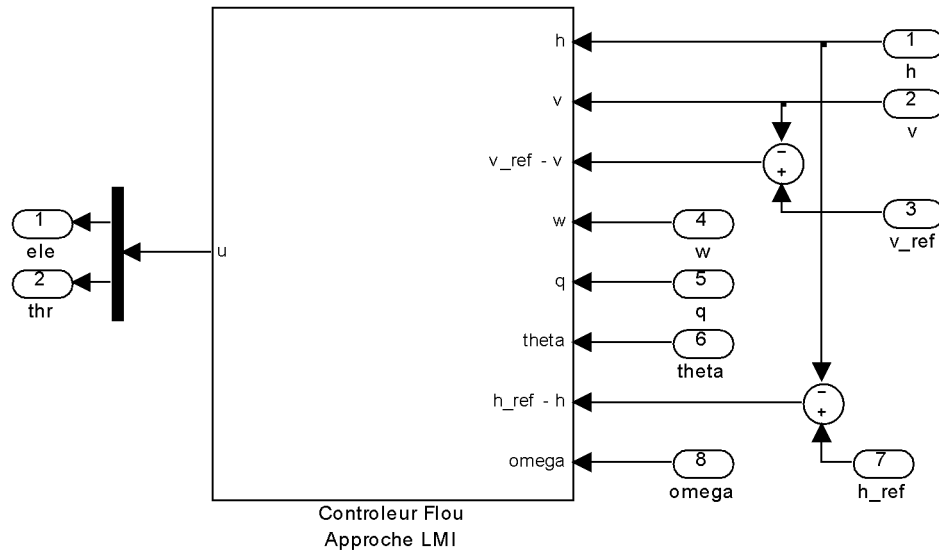 h
1
h
v
2
v
v_ref - v
3
v_ref
1
ele
u
w
4
w
2
thr
q
5
q
theta
6
theta
h_ref - h
omega
8
omega
7
h_ref
Controleur Flou
Approche LMI